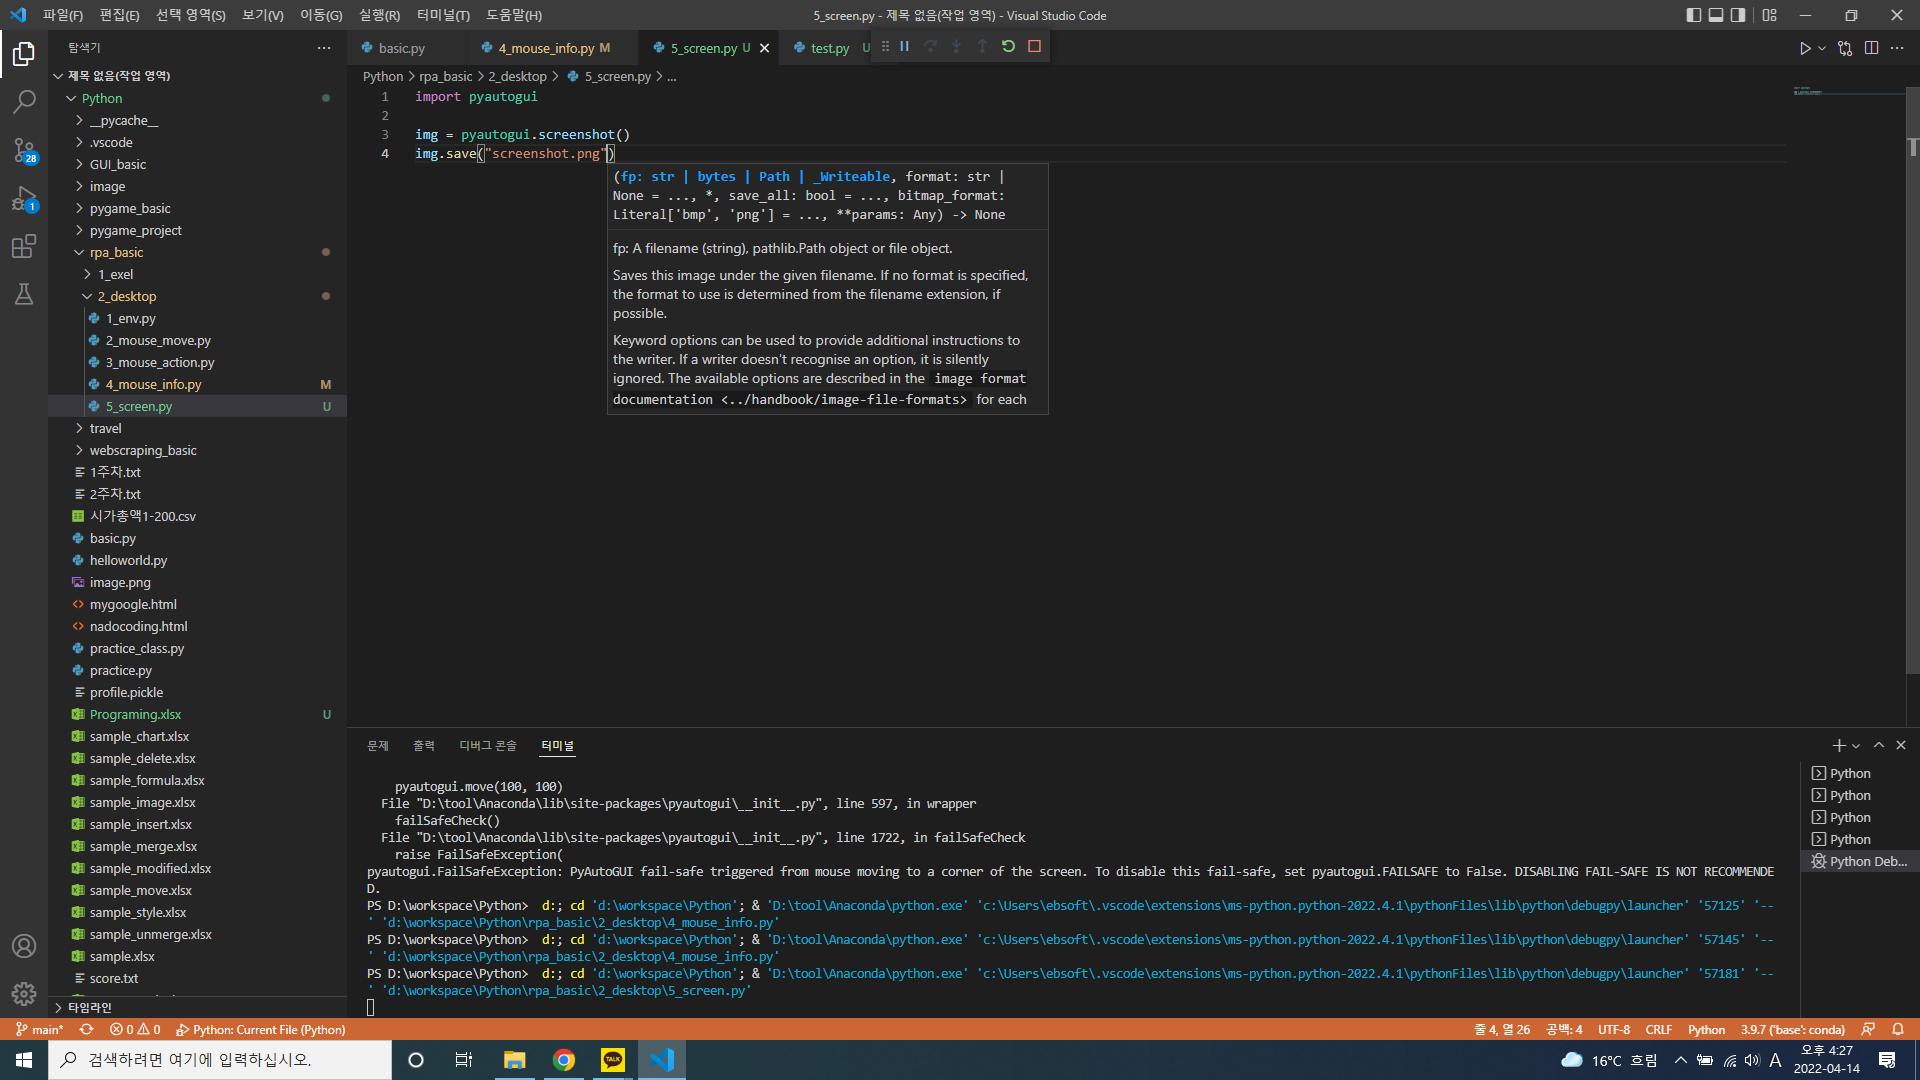 파일(F) 편집(E) 선택 영역(S) 보기(V) 이동(G) 실행(R) 터미널(T) 도움말(H)
5_screen.py - 제목 없음(작업 영역) - Visual Studio Code
탐색기
basic.py
4_mouse_info.py M
5_screen.py U
test.py U
제목 없음(작업 영역)
Python > rpa_basic > 2_desktop > 5_screen.py > ...
Python
__pycache__
.vscode
GUI_basic
image
pygame_basic
pygame_project
rpa_basic
1_exel
2_desktop
1_env.py
2_mouse_move.py
3_mouse_action.py
4_mouse_info.py M
5_screen.py U
travel
webscraping_basic
1주차.txt
2주차.txt
시가총액1-200.csv
basic.py
helloworld.py
image.png
mygoogle.html
nadocoding.html
practice_class.py
practice.py
profile.pickle
Programing.xlsx U
sample_chart.xlsx
sample_delete.xlsx
sample_formula.xlsx
sample_image.xlsx
sample_insert.xlsx
sample_merge.xlsx
sample_modified.xlsx
sample_move.xlsx
sample_style.xlsx
sample_unmerge.xlsx
sample.xlsx
score.txt
타임라인
28
1
1 import pyautogui
2
3 img = pyautogui.screenshot()
4 img.save("screenshot.png")
(fp: str | bytes | Path | _Writeable, format: str |
None = ..., *, save_all: bool = ..., bitmap_format:
Literal['bmp', 'png'] = ..., **params: Any) -> None
fp: A filename (string), pathlib.Path object or file object.
Saves this image under the given filename. If no format is specified,
the format to use is determined from the filename extension, if
possible.
Keyword options can be used to provide additional instructions to
the writer. If a writer doesn't recognise an option, it is silently
ignored. The available options are described in the image format
documentation <../handbook/image-file-formats> for each
문제 출력 디버그 콘솔 터미널
pyautogui.move(100, 100)
File "D:\tool\Anaconda\lib\site-packages\pyautogui\__init__.py", line 597, in wrapper
failSafeCheck()
File "D:\tool\Anaconda\lib\site-packages\pyautogui\__init__.py", line 1722, in failSafeCheck
raise FailSafeException(
pyautogui.FailSafeException: PyAutoGUI fail-safe triggered from mouse moving to a corner of the screen. To disable this fail-safe, set pyautogui.FAILSAFE to False. DISABLING FAIL-SAFE IS NOT RECOMMENDE
D.
PS D:\workspace\Python> d:; cd 'd:\workspace\Python'; & 'D:\tool\Anaconda\python.exe' 'c:\Users\ebsoft\.vscode\extensions\ms-python.python-2022.4.1\pythonFiles\lib\python\debugpy\launcher' '57125' '--
' 'd:\workspace\Python\rpa_basic\2_desktop\4_mouse_info.py'
PS D:\workspace\Python> d:; cd 'd:\workspace\Python'; & 'D:\tool\Anaconda\python.exe' 'c:\Users\ebsoft\.vscode\extensions\ms-python.python-2022.4.1\pythonFiles\lib\python\debugpy\launcher' '57145' '--
' 'd:\workspace\Python\rpa_basic\2_desktop\4_mouse_info.py'
PS D:\workspace\Python> d:; cd 'd:\workspace\Python'; & 'D:\tool\Anaconda\python.exe' 'c:\Users\ebsoft\.vscode\extensions\ms-python.python-2022.4.1\pythonFiles\lib\python\debugpy\launcher' '57181' '--
' 'd:\workspace\Python\rpa_basic\2_desktop\5_screen.py'
Python
Python
Python
Python
Python Deb...
main* 0 0 Python: Current File (Python)
줄 4, 열 26 공백: 4 UTF-8 CRLF Python 3.9.7 ('base': conda)
검색하려면 여기에 입력하십시오.
TALK
16°C 흐림
A
오후 4:27
2022-04-14